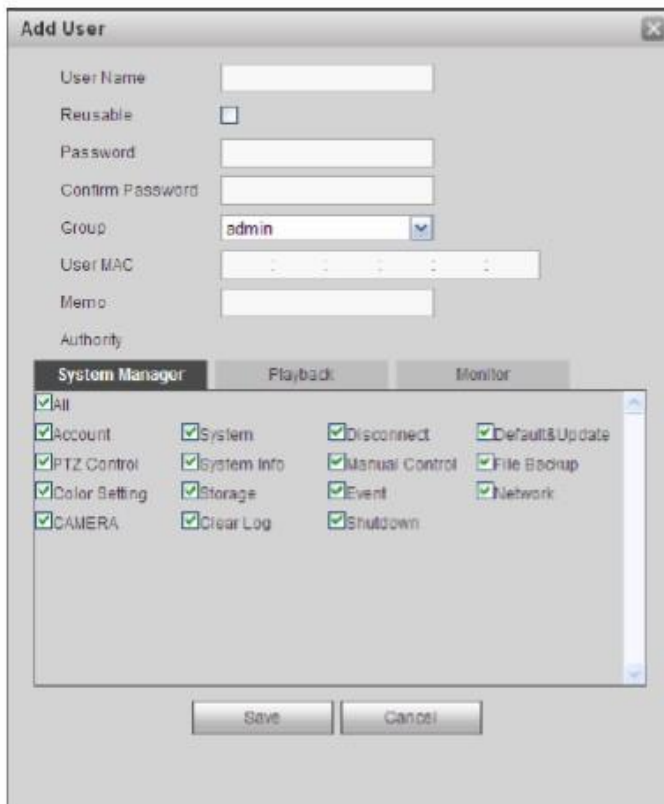 Add User
User Name
Reusable
Password
Confirm Password
Group admin
User MAC : : : : :
Memo
Authority
System Manager Playback Monitor
All
Account System Disconnect Default&Update
PTZ Control System Info Manual Control File Backup
Color Setting Storage Event Network
CAMERA Clear Log Shutdown
Save Cancel